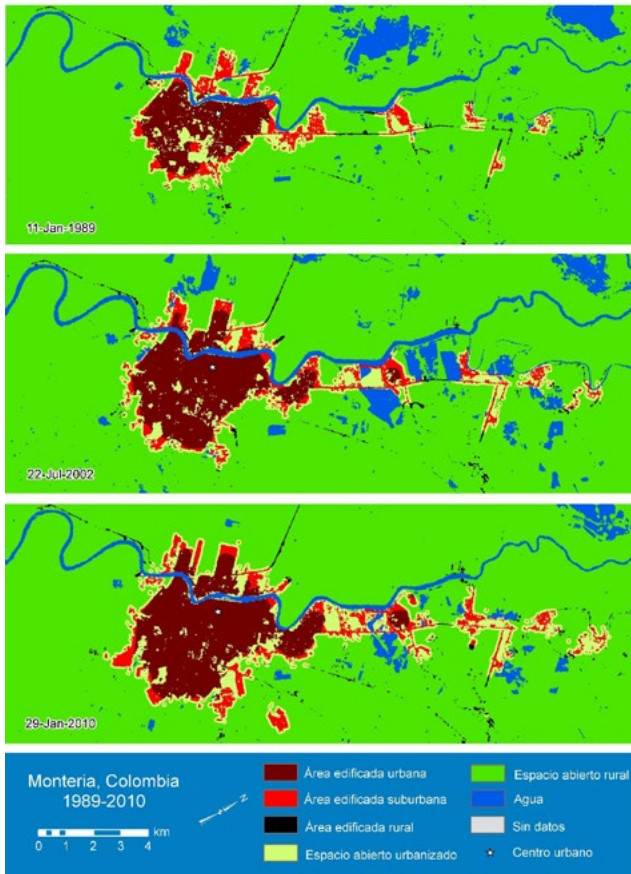 11-Jan-1989
22-Jul-2002
29-Jan-2010
Monteria, Colombia
1989-2010
N
km
0 1 2 3 4
Área edificada urbana
Área edificada suburbana
Área edificada rural
Espacio abierto urbanizado
Espacio abierto rural
Agua
Sin datos
Centro urbano